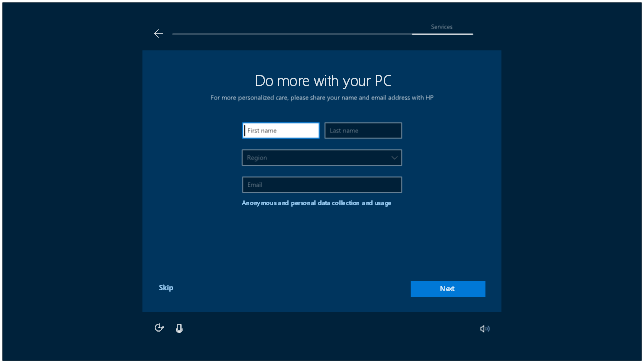 Services
Do more with your PC
For more personalized care, please share your name and email address with HP
First name
Last name
Region
Email
Anonymous and personal data collection and usage
Skip
Next